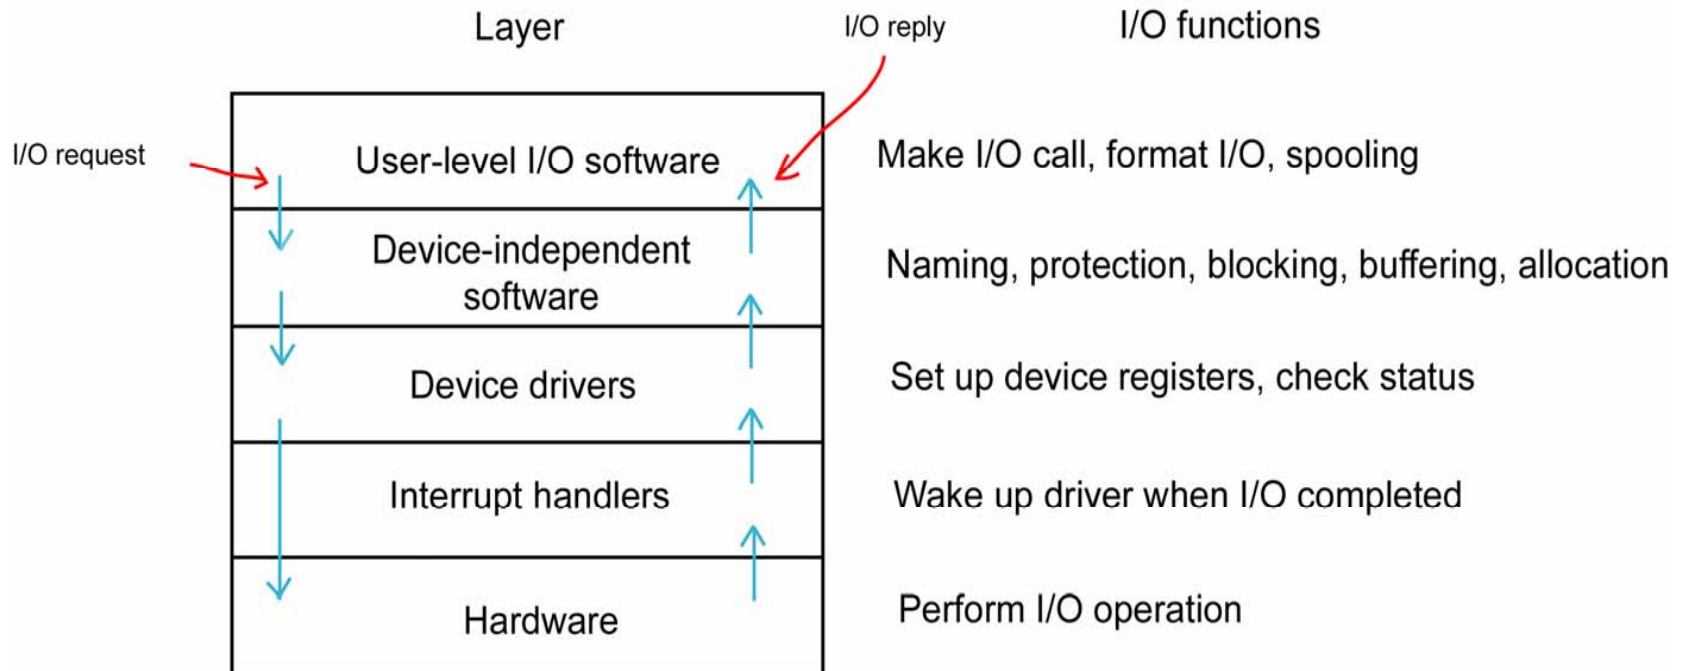 Layer
I/O reply
I/O functions
I/O request
User-level I/O software
Make I/O call, format I/O, spooling
Device-independent
software
Naming, protection, blocking, buffering, allocation
Device drivers
Set up device registers, check status
Interrupt handlers
Wake up driver when I/O completed
Hardware
Perform I/O operation